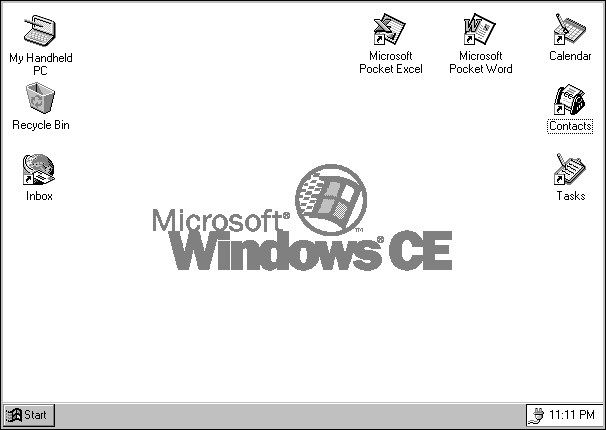 My Handheld
PC
Microsoft
Pocket Excel
Microsoft
Pocket Word
Calendar
Recycle Bin
Contacts
Inbox
Tasks
Microsoft®
Windows® CE
™
Start
11:11 PM